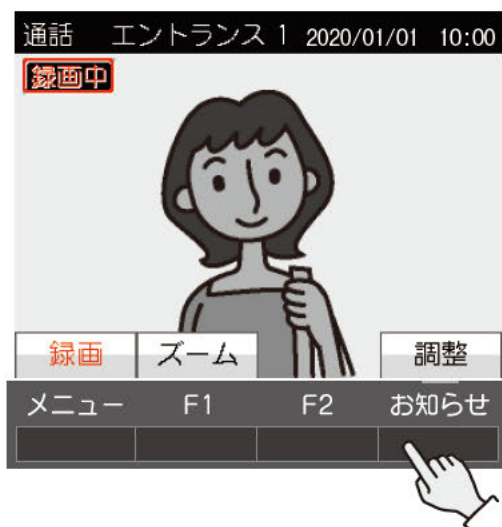 通話 エントランス 1 2020/01/01 10:00
録画中
録画 ズーム 調整
メニュー F1 F2 お知らせ